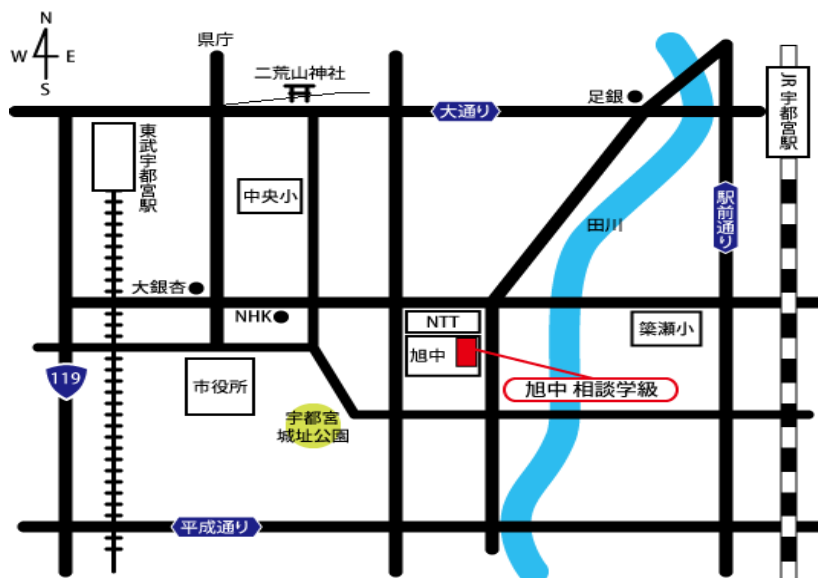 N
W E
S
県庁
二荒山神社
足銀
大通り
JR宇都宮駅
東武宇都宮駅
中央小
駅前通り
田川
大銀杏
NHK
NTT
簗瀬小
旭中
119
市役所
旭中 相談学級
宇都宮
城址公園
平成通り